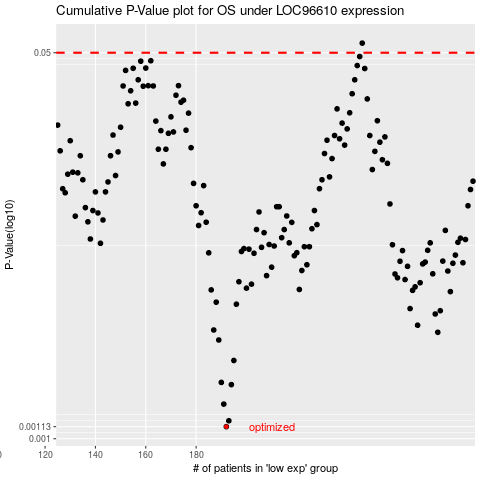 Cumulative P-Value plot for OS under LOC96610 expression
P-Value(log10)
0.05
0.00113
0.001
optimized
0 120 140 160 180
# of patients in 'low exp' group